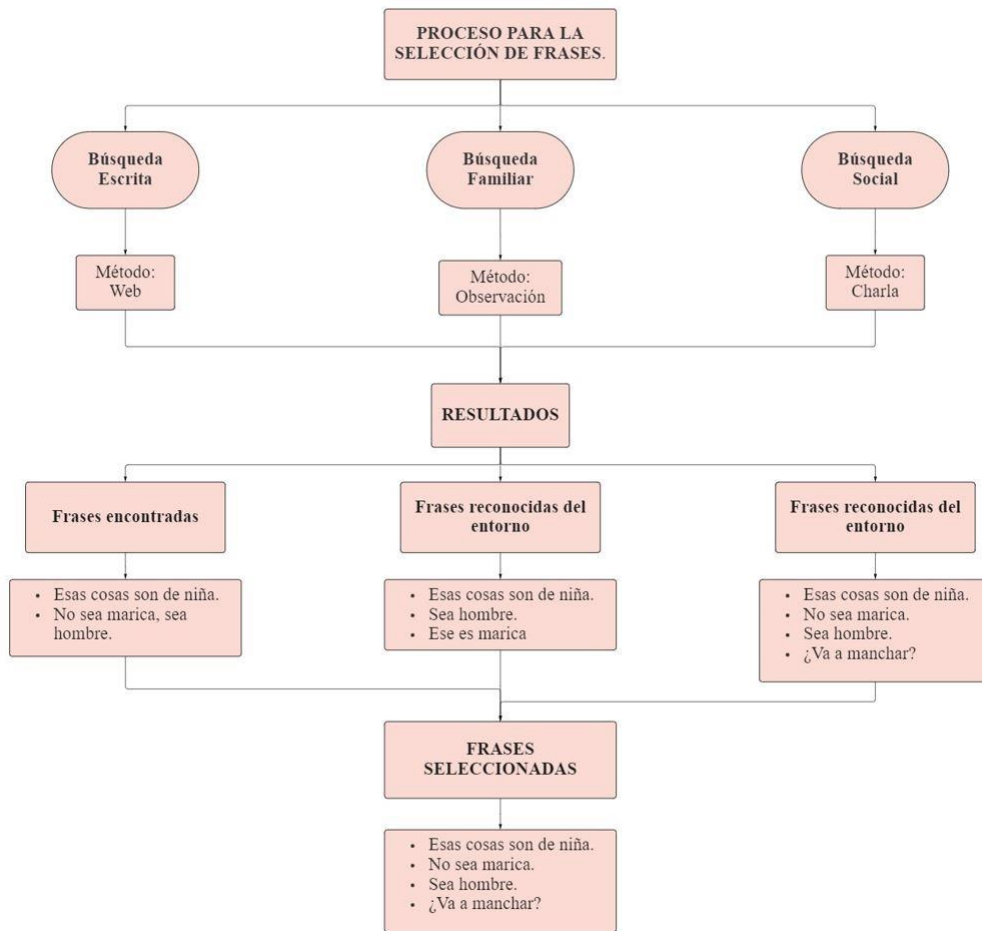 PROCESO PARA LA
SELECCIÓN DE FRASES.
Búsqueda
Escrita
Búsqueda
Familiar
Búsqueda
Social
Método:
Web
Método:
Observación
Método:
Charla
RESULTADOS
Frases encontradas
Frases reconocidas del
entorno
Frases reconocidas del
entorno
• Esas cosas son de niña.
• No sea marica, sea
hombre.
• Esas cosas son de niña.
• Sea hombre.
• Ese es marica
• Esas cosas son de niña.
• No sea marica.
• Sea hombre.
• ¿Va a manchar?
FRASES
SELECCIONADAS
• Esas cosas son de niña.
• No sea marica.
• Sea hombre.
• ¿Va a manchar?